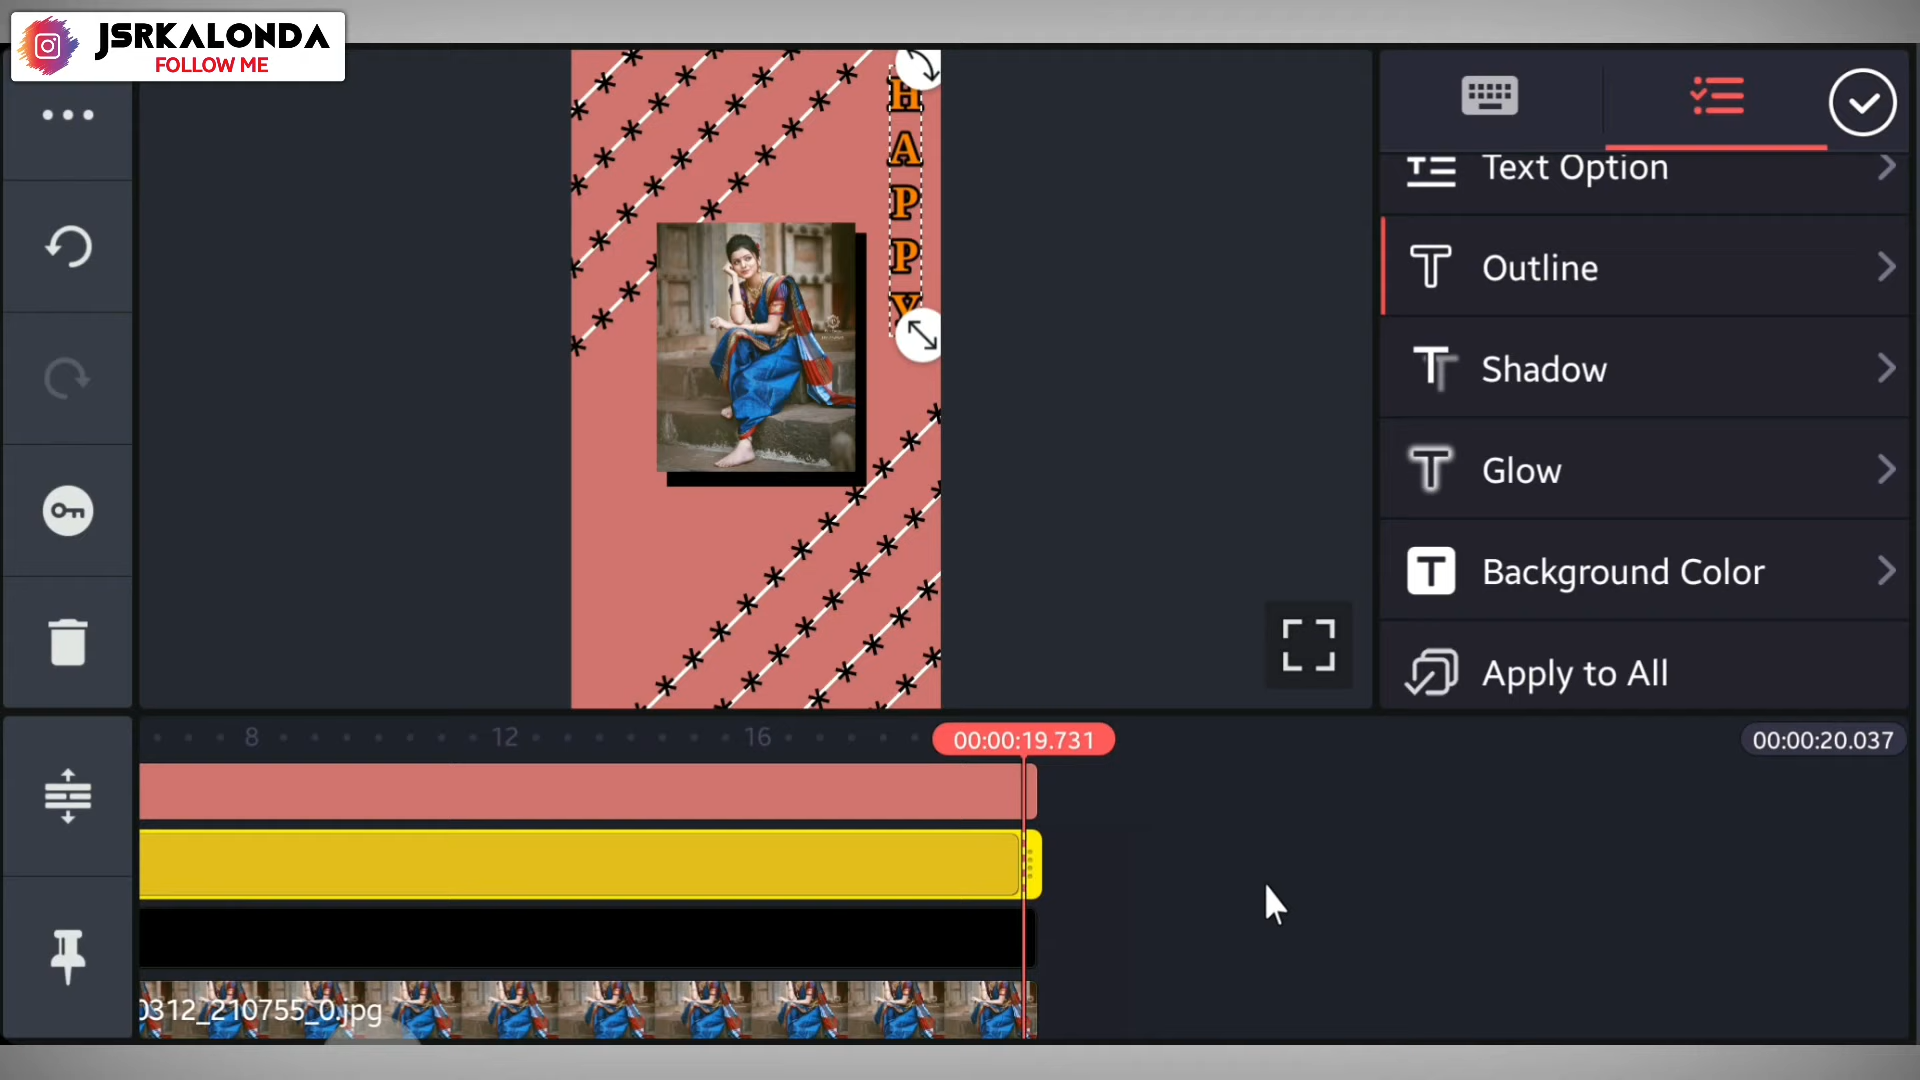 JSRKALONDA
FOLLOW ME
H
A
P
P
Y
Text Option
Outline
Shadow
Glow
Background Color
Apply to All
8
12
16
00:00:19.731
00:00:20.037
0312_210755_0.jpg